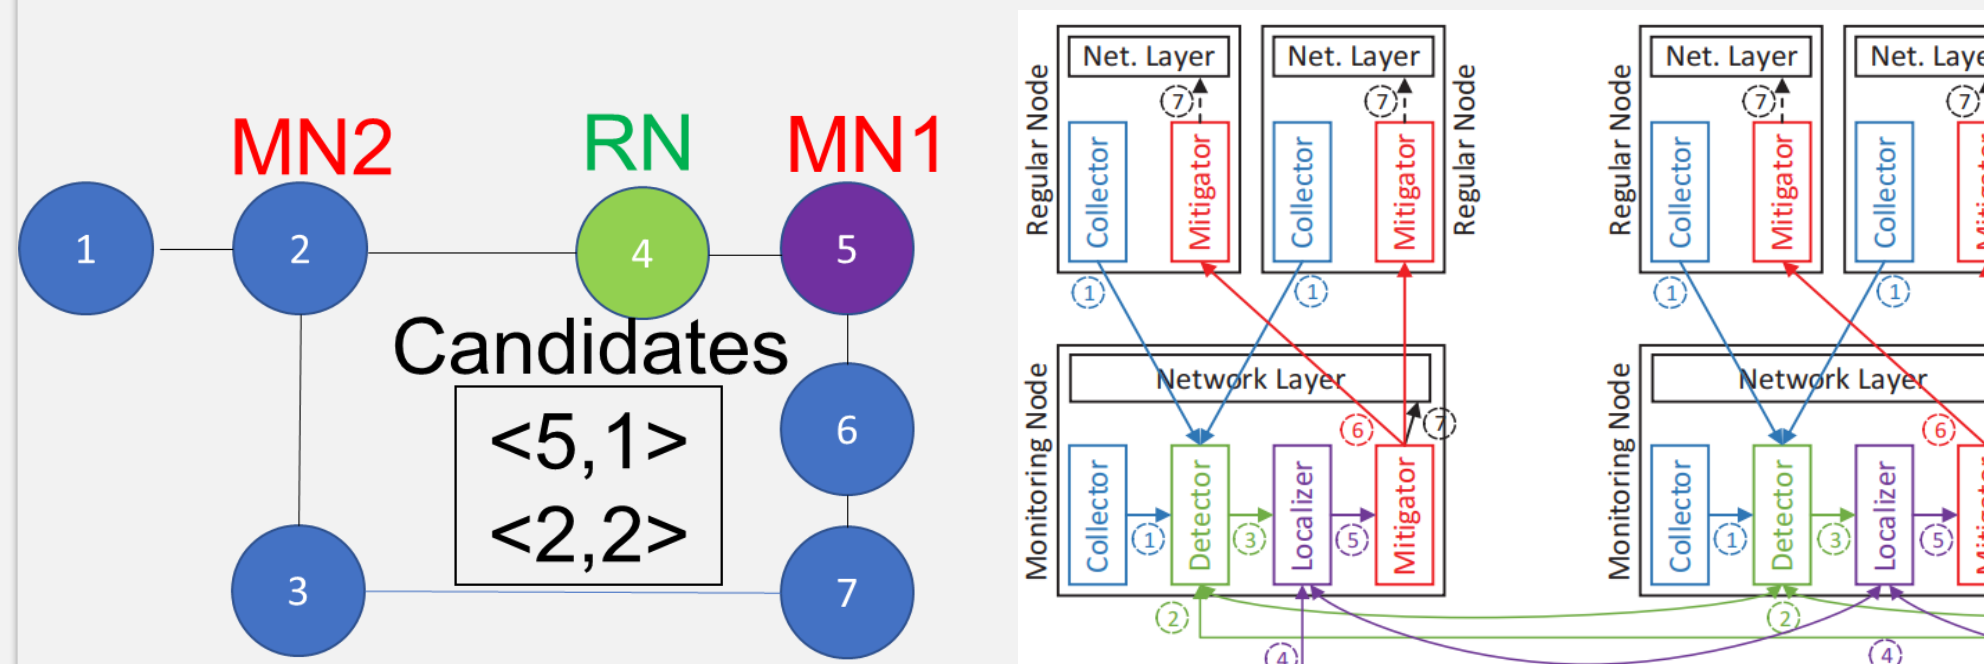 MN2
RN
MN1
1
2
4
5
Candidates
<5,1>
<2,2>
6
3
7
Net. Layer
Net. Layer
Regular Node
Collector
7
Mitigator
Collector
7
Mitigator
Regular Node
1
1
Network Layer
Monitoring Node
6
7
Collector
1
Detector
3
Localizer
5
Mitigator
2
4
Net. Layer
Regular Node
Collector
7
Mitigator
Collector
7
1
1
Network Layer
Monitoring Node
6
Collector
1
Detector
3
Localizer
5
2
4